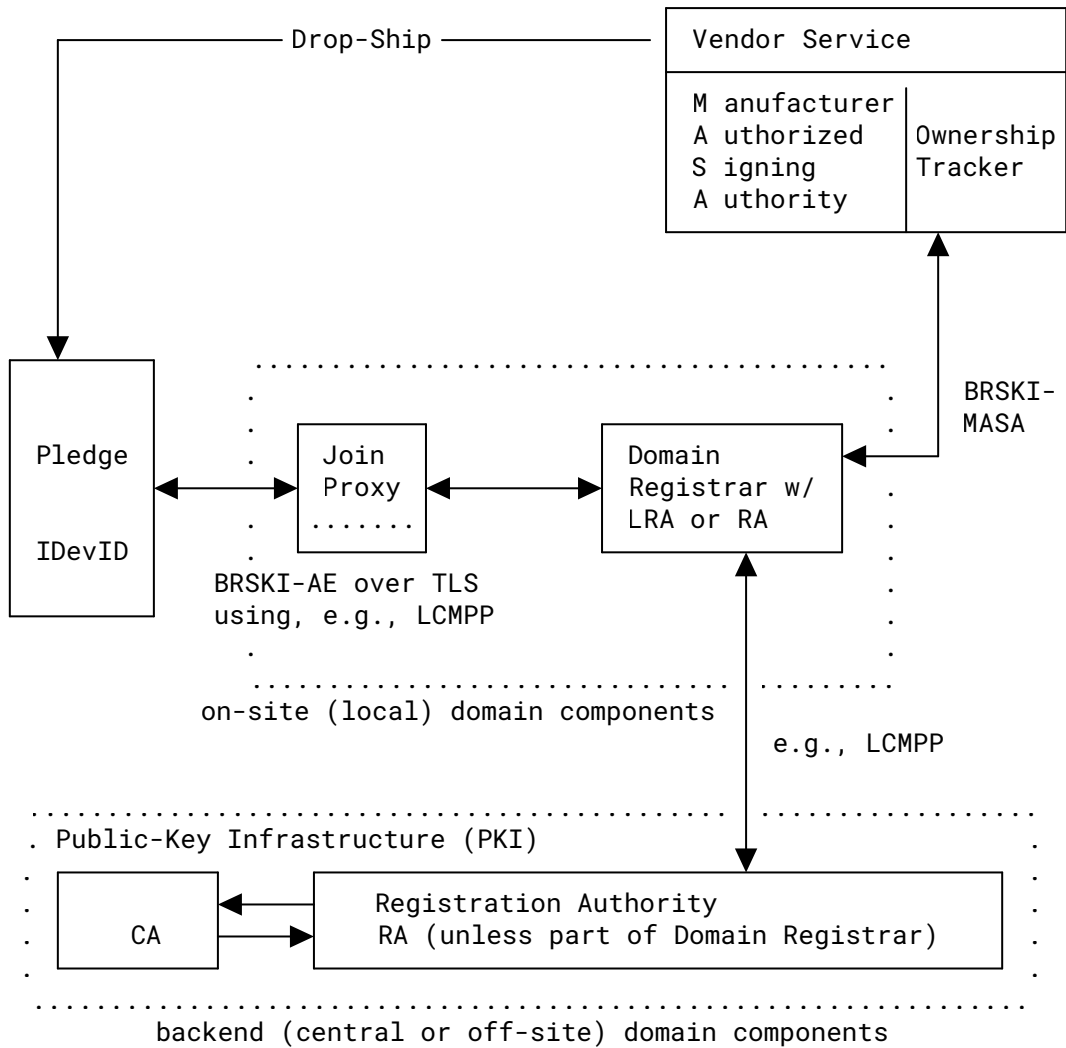 Drop-Ship
Vendor Service
M anufacturer
A uthorized
S igning
A uthority
Ownership
Tracker
BRSKI-
MASA
Pledge
IDevID
Join
Proxy
.......
Domain
Registrar w/
LRA or RA
BRSKI-AE over TLS
using, e.g., LCMPP
on-site (local) domain components
e.g., LCMPP
Public-Key Infrastructure (PKI)
CA
Registration Authority
RA (unless part of Domain Registrar)
backend (central or off-site) domain components